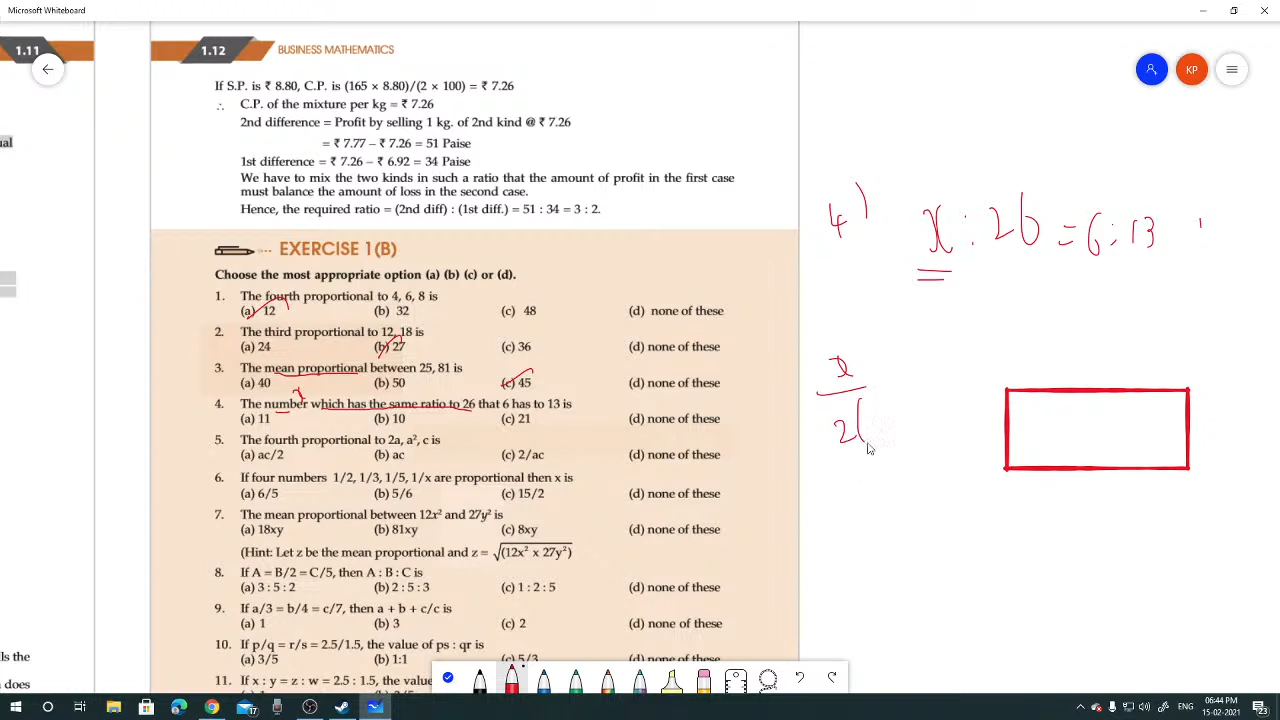 Microsoft Whiteboard
1.11
1.12 BUSINESS MATHEMATICS
KP
If S.P. is ₹ 8.80, C.P. is (165 × 8.80)/(2 × 100) = ₹ 7.26
∴ C.P. of the mixture per kg = ₹ 7.26
2nd difference = Profit by selling 1 kg. of 2nd kind @ ₹ 7.26
= ₹ 7.77 – ₹ 7.26 = 51 Paise
1st difference = ₹ 7.26 – ₹ 6.92 = 34 Paise
We have to mix the two kinds in such a ratio that the amount of profit in the first case
must balance the amount of loss in the second case.
Hence, the required ratio = (2nd diff) : (1st diff.) = 51 : 34 = 3 : 2.
EXERCISE 1(B)
Choose the most appropriate option (a) (b) (c) or (d).
1. The fourth proportional to 4, 6, 8 is
(a) 12 (b) 32 (c) 48 (d) none of these
2. The third proportional to 12, 18 is
(a) 24 (b) 27 (c) 36 (d) none of these
3. The mean proportional between 25, 81 is
(a) 40 (b) 50 (c) 45 (d) none of these
x
4. The number which has the same ratio to 26 that 6 has to 13 is
(a) 11 (b) 10 (c) 21 (d) none of these
5. The fourth proportional to 2a, a², c is
(a) ac/2 (b) ac (c) 2/ac (d) none of these
6. If four numbers 1/2, 1/3, 1/5, 1/x are proportional then x is
(a) 6/5 (b) 5/6 (c) 15/2 (d) none of these
7. The mean proportional between 12x² and 27y² is
(a) 18xy (b) 81xy (c) 8xy (d) none of these
(Hint: Let z be the mean proportional and z = √(12x² x 27y²)
8. If A = B/2 = C/5, then A : B : C is
(a) 3 : 5 : 2 (b) 2 : 5 : 3 (c) 1 : 2 : 5 (d) none of these
9. If a/3 = b/4 = c/7, then a + b + c/c is
(a) 1 (b) 3 (c) 2 (d) none of these
10. If p/q = r/s = 2.5/1.5, the value of ps : qr is
(a) 3/5 (b) 1:1 (c) 5/3 (d) none of these
11. If x : y = z : w = 2.5 : 1.5, the value
ual
lls the
n does
4) x : 26 = 6 : 13
x
2(
06:44 PM
15-02-2021
17
23